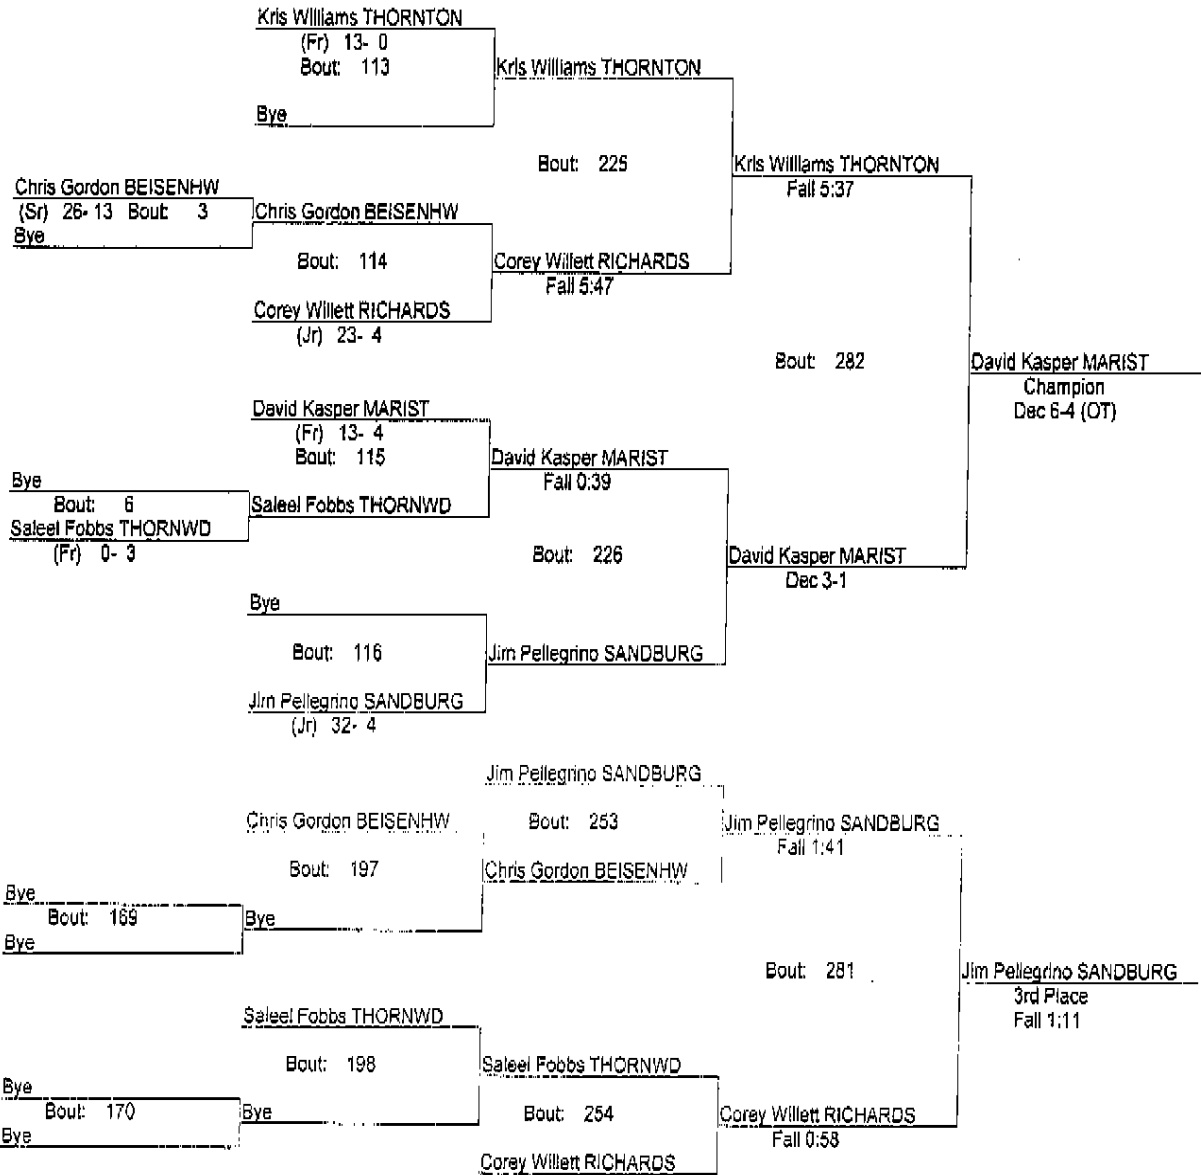 Kris Williams THORNTON
(Fr) 13- 0
Bout: 113
Kris Williams THORNTON
Bye
Bout: 225
Kris Williams THORNTON
Fall 5:37
Chris Gordon BEISENHW
(Sr) 26- 13 Bout: 3
Bye
Chris Gordon BEISENHW
Bout: 114
Corey Willett RICHARDS
Fall 5:47
Corey Willett RICHARDS
(Jr) 23- 4
Bout: 282
David Kasper MARIST
Champion
Dec 6-4 (OT)
David Kasper MARIST
(Fr) 13- 4
Bout: 115
David Kasper MARIST
Fall 0:39
Bye
Bout: 6
Saleel Fobbs THORNWD
(Fr) 0- 3
Saleel Fobbs THORNWD
Bout: 226
David Kasper MARIST
Dec 3-1
Bye
Bout: 116
Jim Pellegrino SANDBURG
Jim Pellegrino SANDBURG
(Jr) 32- 4
Jim Pellegrino SANDBURG
Chris Gordon BEISENHW
Bout: 253
Jim Pellegrino SANDBURG
Fall 1:41
Bout: 197
Chris Gordon BEISENHW
Bye
Bout: 169
Bye
Bye
Bout: 281
Jim Pellegrino SANDBURG
3rd Place
Fall 1:11
Saleel Fobbs THORNWD
Bout: 198
Saleel Fobbs THORNWD
Bye
Bout: 170
Bye
Bye
Bout: 254
Corey Willett RICHARDS
Fall 0:58
Corey Willett RICHARDS